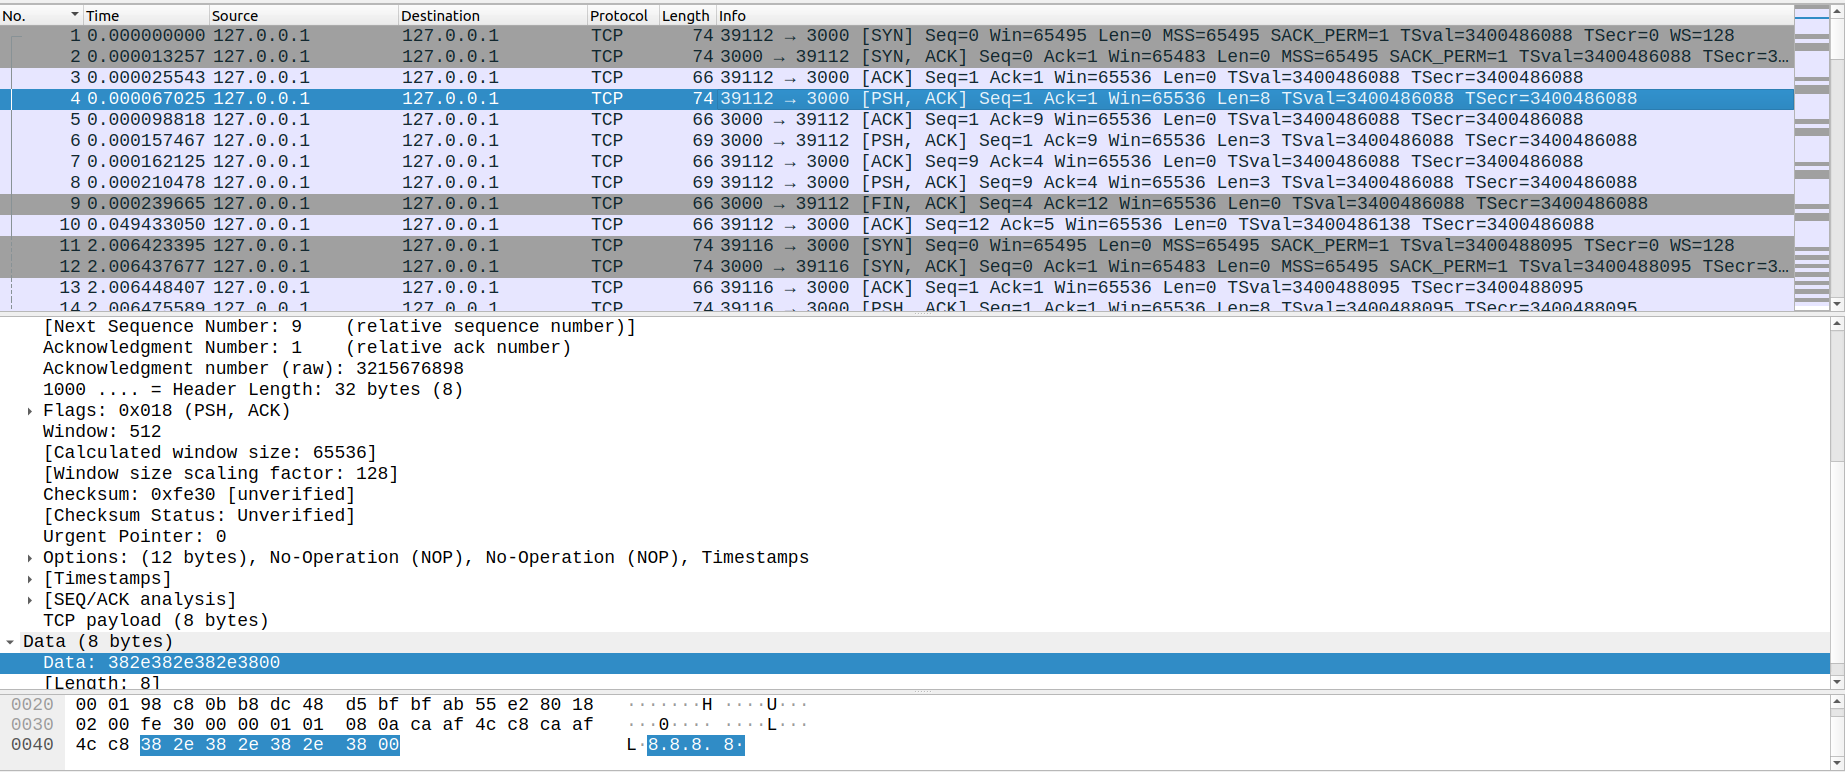 No. Time Source Destination Protocol Length Info
1 0.000000000 127.0.0.1 127.0.0.1 TCP 74 39112 → 3000 [SYN] Seq=0 Win=65495 Len=0 MSS=65495 SACK_PERM=1 TSval=3400486088 TSecr=0 WS=128
2 0.000013257 127.0.0.1 127.0.0.1 TCP 74 3000 → 39112 [SYN, ACK] Seq=0 Ack=1 Win=65483 Len=0 MSS=65495 SACK_PERM=1 TSval=3400486088 TSecr=3…
3 0.000025543 127.0.0.1 127.0.0.1 TCP 66 39112 → 3000 [ACK] Seq=1 Ack=1 Win=65536 Len=0 TSval=3400486088 TSecr=3400486088
4 0.000067025 127.0.0.1 127.0.0.1 TCP 74 39112 → 3000 [PSH, ACK] Seq=1 Ack=1 Win=65536 Len=8 TSval=3400486088 TSecr=3400486088
5 0.000098818 127.0.0.1 127.0.0.1 TCP 66 3000 → 39112 [ACK] Seq=1 Ack=9 Win=65536 Len=0 TSval=3400486088 TSecr=3400486088
6 0.000157467 127.0.0.1 127.0.0.1 TCP 69 3000 → 39112 [PSH, ACK] Seq=1 Ack=9 Win=65536 Len=3 TSval=3400486088 TSecr=3400486088
7 0.000162125 127.0.0.1 127.0.0.1 TCP 66 39112 → 3000 [ACK] Seq=9 Ack=4 Win=65536 Len=0 TSval=3400486088 TSecr=3400486088
8 0.000210478 127.0.0.1 127.0.0.1 TCP 69 39112 → 3000 [PSH, ACK] Seq=9 Ack=4 Win=65536 Len=3 TSval=3400486088 TSecr=3400486088
9 0.000239665 127.0.0.1 127.0.0.1 TCP 66 3000 → 39112 [FIN, ACK] Seq=4 Ack=12 Win=65536 Len=0 TSval=3400486088 TSecr=3400486088
10 0.049433050 127.0.0.1 127.0.0.1 TCP 66 39112 → 3000 [ACK] Seq=12 Ack=5 Win=65536 Len=0 TSval=3400486138 TSecr=3400486088
11 2.006423395 127.0.0.1 127.0.0.1 TCP 74 39116 → 3000 [SYN] Seq=0 Win=65495 Len=0 MSS=65495 SACK_PERM=1 TSval=3400488095 TSecr=0 WS=128
12 2.006437677 127.0.0.1 127.0.0.1 TCP 74 3000 → 39116 [SYN, ACK] Seq=0 Ack=1 Win=65483 Len=0 MSS=65495 SACK_PERM=1 TSval=3400488095 TSecr=3…
13 2.006448407 127.0.0.1 127.0.0.1 TCP 66 39116 → 3000 [ACK] Seq=1 Ack=1 Win=65536 Len=0 TSval=3400488095 TSecr=3400488095
14 2.006475589 127.0.0.1 127.0.0.1 TCP 74 39116 → 3000 [PSH, ACK] Seq=1 Ack=1 Win=65536 Len=8 TSval=3400488095 TSecr=3400488095
[Next Sequence Number: 9    (relative sequence number)]
Acknowledgment Number: 1    (relative ack number)
Acknowledgment number (raw): 3215676898
1000 .... = Header Length: 32 bytes (8)
Flags: 0x018 (PSH, ACK)
Window: 512
[Calculated window size: 65536]
[Window size scaling factor: 128]
Checksum: 0xfe30 [unverified]
[Checksum Status: Unverified]
Urgent Pointer: 0
Options: (12 bytes), No-Operation (NOP), No-Operation (NOP), Timestamps
[Timestamps]
[SEQ/ACK analysis]
TCP payload (8 bytes)
Data (8 bytes)
Data: 382e382e382e3800
[Length: 8]
0020 00 01 98 c8 0b b8 dc 48 d5 bf bf ab 55 e2 80 18 ·······H ····U···
0030 02 00 fe 30 00 00 01 01 08 0a ca af 4c c8 ca af ···0···· ····L···
0040 4c c8 38 2e 38 2e 38 2e 38 00 L·8.8.8. 8·